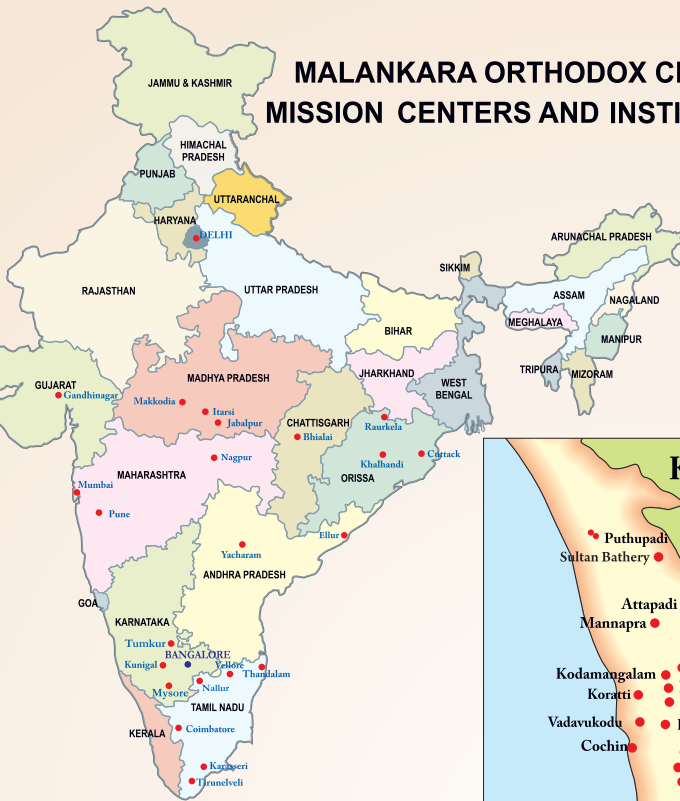 MALANKARA ORTHODOX C
MISSION CENTERS AND INSTI
JAMMU & KASHMIR
HIMACHAL
PRADESH
PUNJAB
UTTARANCHAL
HARYANA
DELHI
ARUNACHAL PRADESH
SIKKIM
RAJASTHAN
UTTAR PRADESH
ASSAM
NAGALAND
MEGHALAYA
BIHAR
MANIPUR
TRIPURA
MIZORAM
JHARKHAND
MADHYA PRADESH
GUJARAT
Gandhinagar
WEST
BENGAL
Makkodia
Itarsi
Jabalpur
CHATTISGARH
Raurkela
Bhialai
Cuttack
Nagpur
Khalhandi
MAHARASHTRA
ORISSA
Mumbai
Pune
Ellur
Yacharam
ANDHRA PRADESH
GOA
KARNATAKA
Tumkur
BANGALORE
Kunigal
Vellore
Thandalam
Mysore
Nallur
TAMIL NADU
KERALA
Coimbatore
Karasseri
Tirunelveli
K
Puthupadi
Sultan Bathery
Attapadi
Mannapra
Kodamangalam
Koratti
Vadavukodu
Cochin